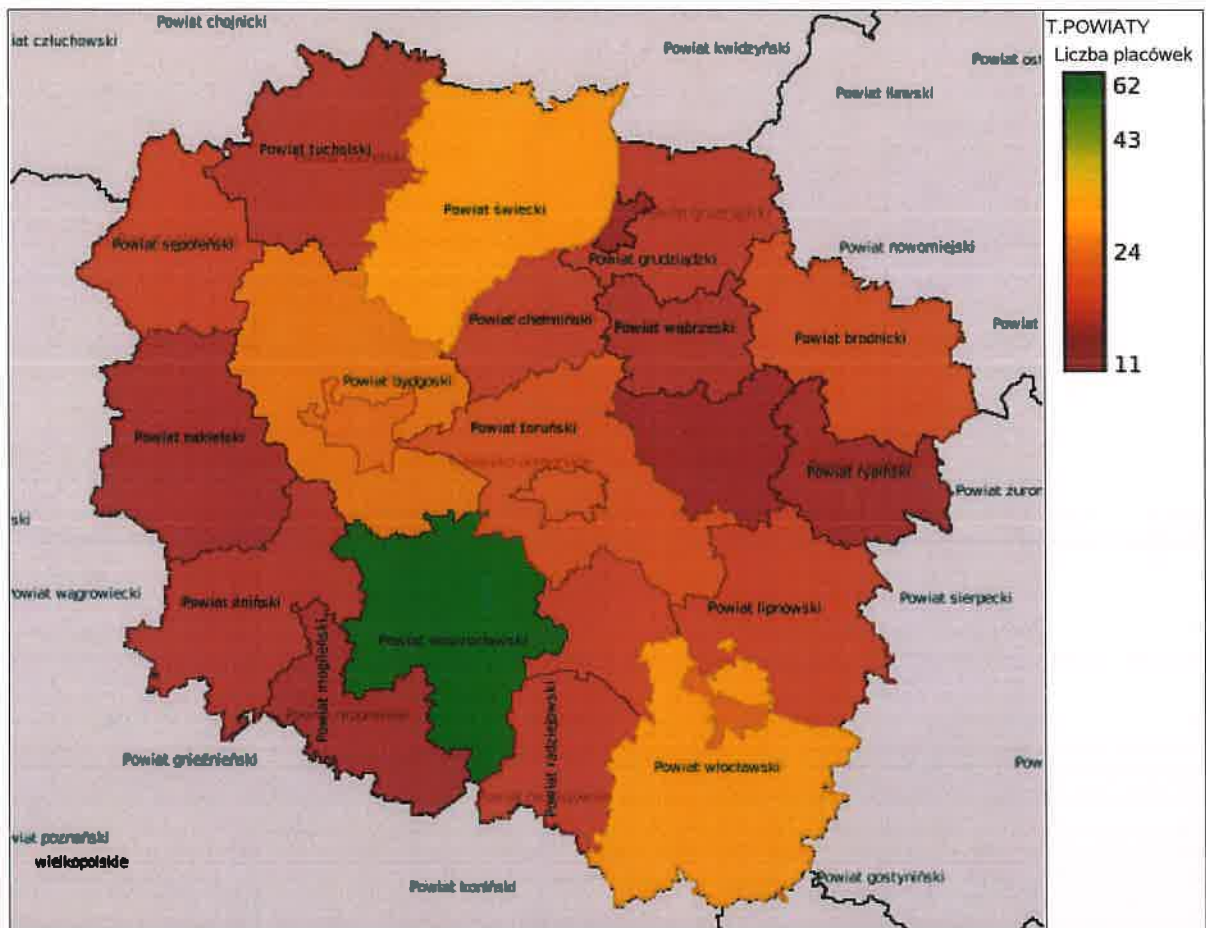 Powiat chojnicki
T.POWIATY
iat człuchowski
Powiat kwidzyński
Liczba placówek
Powiat ost
62
Powiat iławski
43
Powiat tucholski
Powiat świecki
Powiat sępoleński
Powiat nowomiejski
24
Powiat grudziądzki
Powiat chełmiński
Powiat wąbrzeski
Powiat
Powiat brodnicki
11
Powiat bydgoski
Powiat nakielski
Powiat toruński
Powiat rypiński
Powiat żuror
ski
owiat wągrowiecki
Powiat żniński
Powiat sierpecki
Powiat lipnowski
Powiat inowrocławski
Powiat mogileński
Powiat radziejowski
Powiat gnieźnieński
Pow
Powiat włocławski
wiat poznański
wielkopolskie
Powiat koniński
Powiat gostyniński